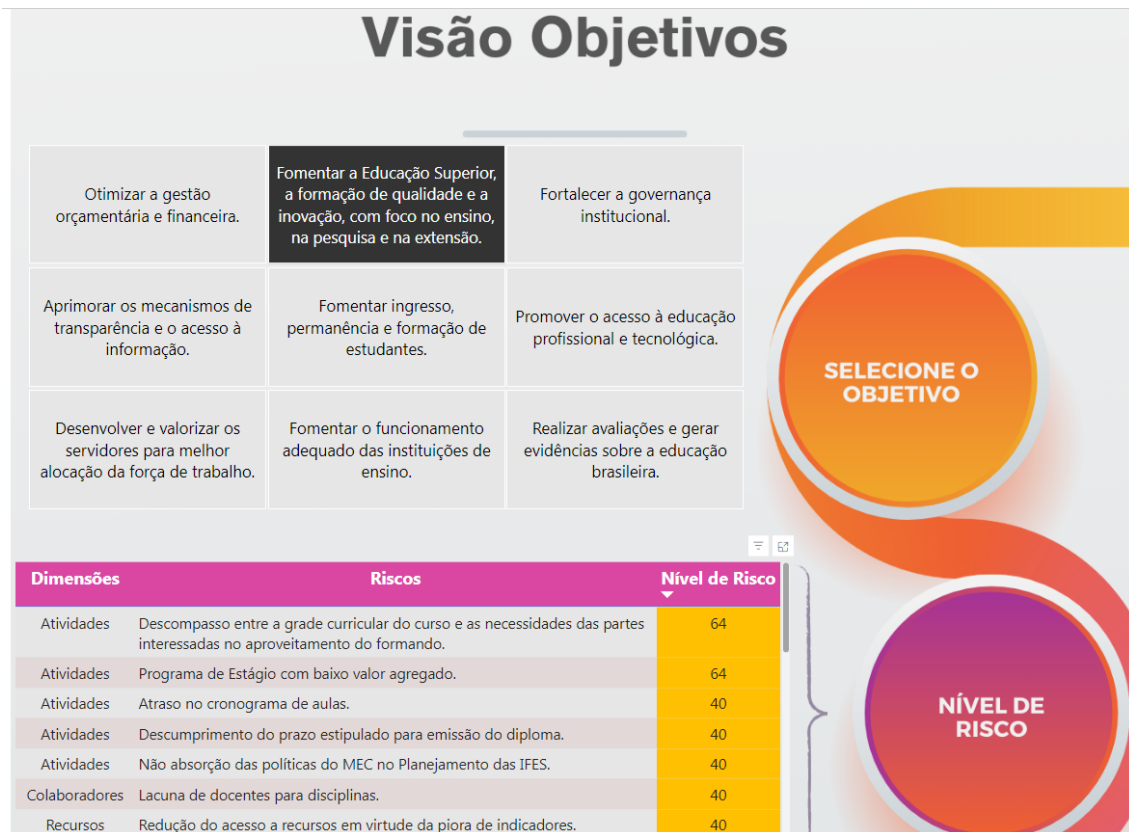 Visão Objetivos
Otimizar a gestão
orçamentária e financeira.
Fomentar a Educação Superior,
a formação de qualidade e a
inovação, com foco no ensino,
na pesquisa e na extensão.
Fortalecer a governança
institucional.
Aprimorar os mecanismos de
transparência e o acesso à
informação.
Fomentar ingresso,
permanência e formação de
estudantes.
Promover o acesso à educação
profissional e tecnológica.
Desenvolver e valorizar os
servidores para melhor
alocação da força de trabalho.
Fomentar o funcionamento
adequado das instituições de
ensino.
Realizar avaliações e gerar
evidências sobre a educação
brasileira.
SELECIONE O
OBJETIVO
Dimensões Riscos Nível de Risco
Atividades Descompasso entre a grade curricular do curso e as necessidades das partes 64
interessadas no aproveitamento do formando.
Atividades Programa de Estágio com baixo valor agregado. 64
Atividades Atraso no cronograma de aulas. 40
Atividades Descumprimento do prazo estipulado para emissão do diploma. 40
Atividades Não absorção das políticas do MEC no Planejamento das IFES. 40
Colaboradores Lacuna de docentes para disciplinas. 40
Recursos Redução do acesso a recursos em virtude da piora de indicadores. 40
NÍVEL DE
RISCO